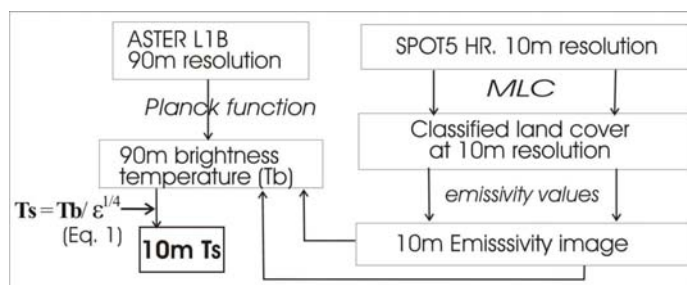 ASTER L1B
90m resolution
SPOT5 HR. 10m resolution
MLC
Planck function
Classified land cover
at 10m resolution
90m brightness
temperature (Tb)
emissivity values
Ts = Tb/ ε^1/4
(Eq. 1)
10m Ts
10m Emisssivity image